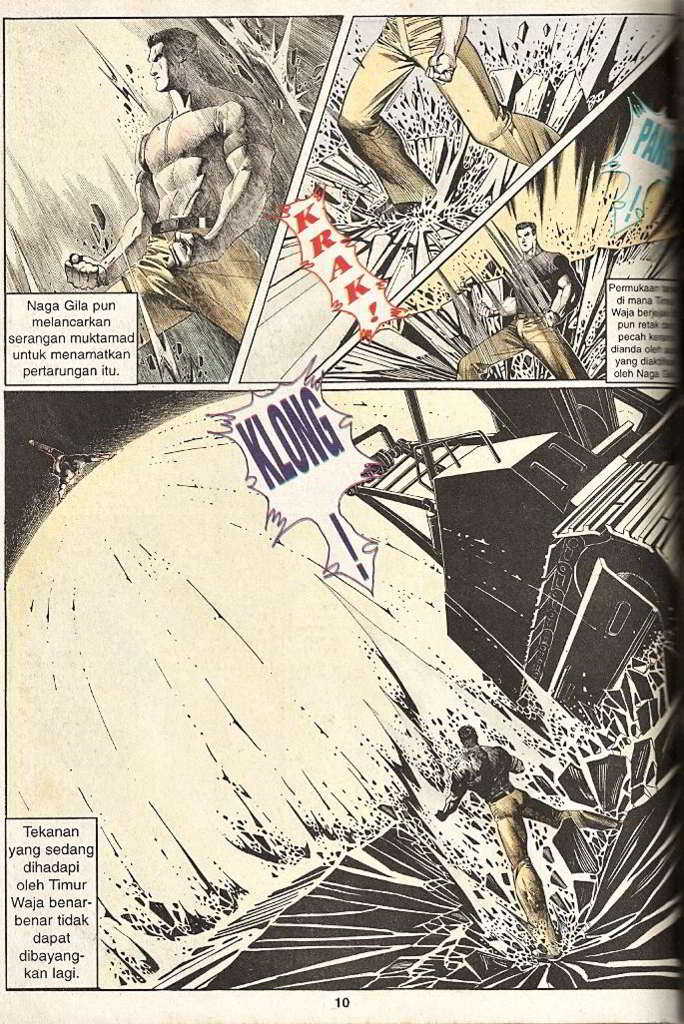 Naga Gila pun
melancarkan
serangan muktamad
untuk menamatkan
pertarungan itu.
KRAK!
Permukaan
di mana Timur
Waja
pun retak
pecah
dianda oleh
yang
oleh Naga Gila
KLONG!
Tekanan
yang sedang
dihadapi
oleh Timur
Waja benar-
benar tidak
dapat
dibayang-
kan lagi.
10